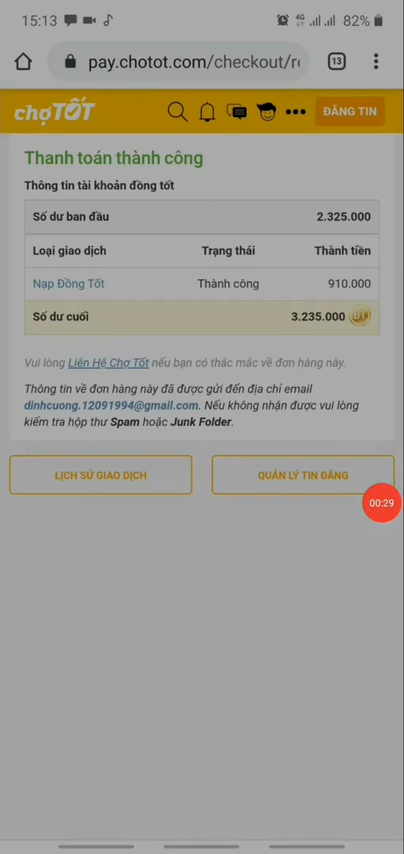 15:13 4G 82%
pay.chotot.com/checkout/re 13
chợTỐT ĐĂNG TIN
Thanh toán thành công
Thông tin tài khoản đồng tốt
Số dư ban đầu 2.325.000
Loại giao dịch Trạng thái Thành tiền
Nạp Đồng Tốt Thành công 910.000
Số dư cuối 3.235.000 ĐT
Vui lòng Liên Hệ Chợ Tốt nếu bạn có thắc mắc về đơn hàng này.
Thông tin về đơn hàng này đã được gửi đến địa chỉ email
dinhcuong.12091994@gmail.com. Nếu không nhận được vui lòng
kiểm tra hộp thư Spam hoặc Junk Folder.
LỊCH SỬ GIAO DỊCH QUẢN LÝ TIN ĐĂNG
00:29